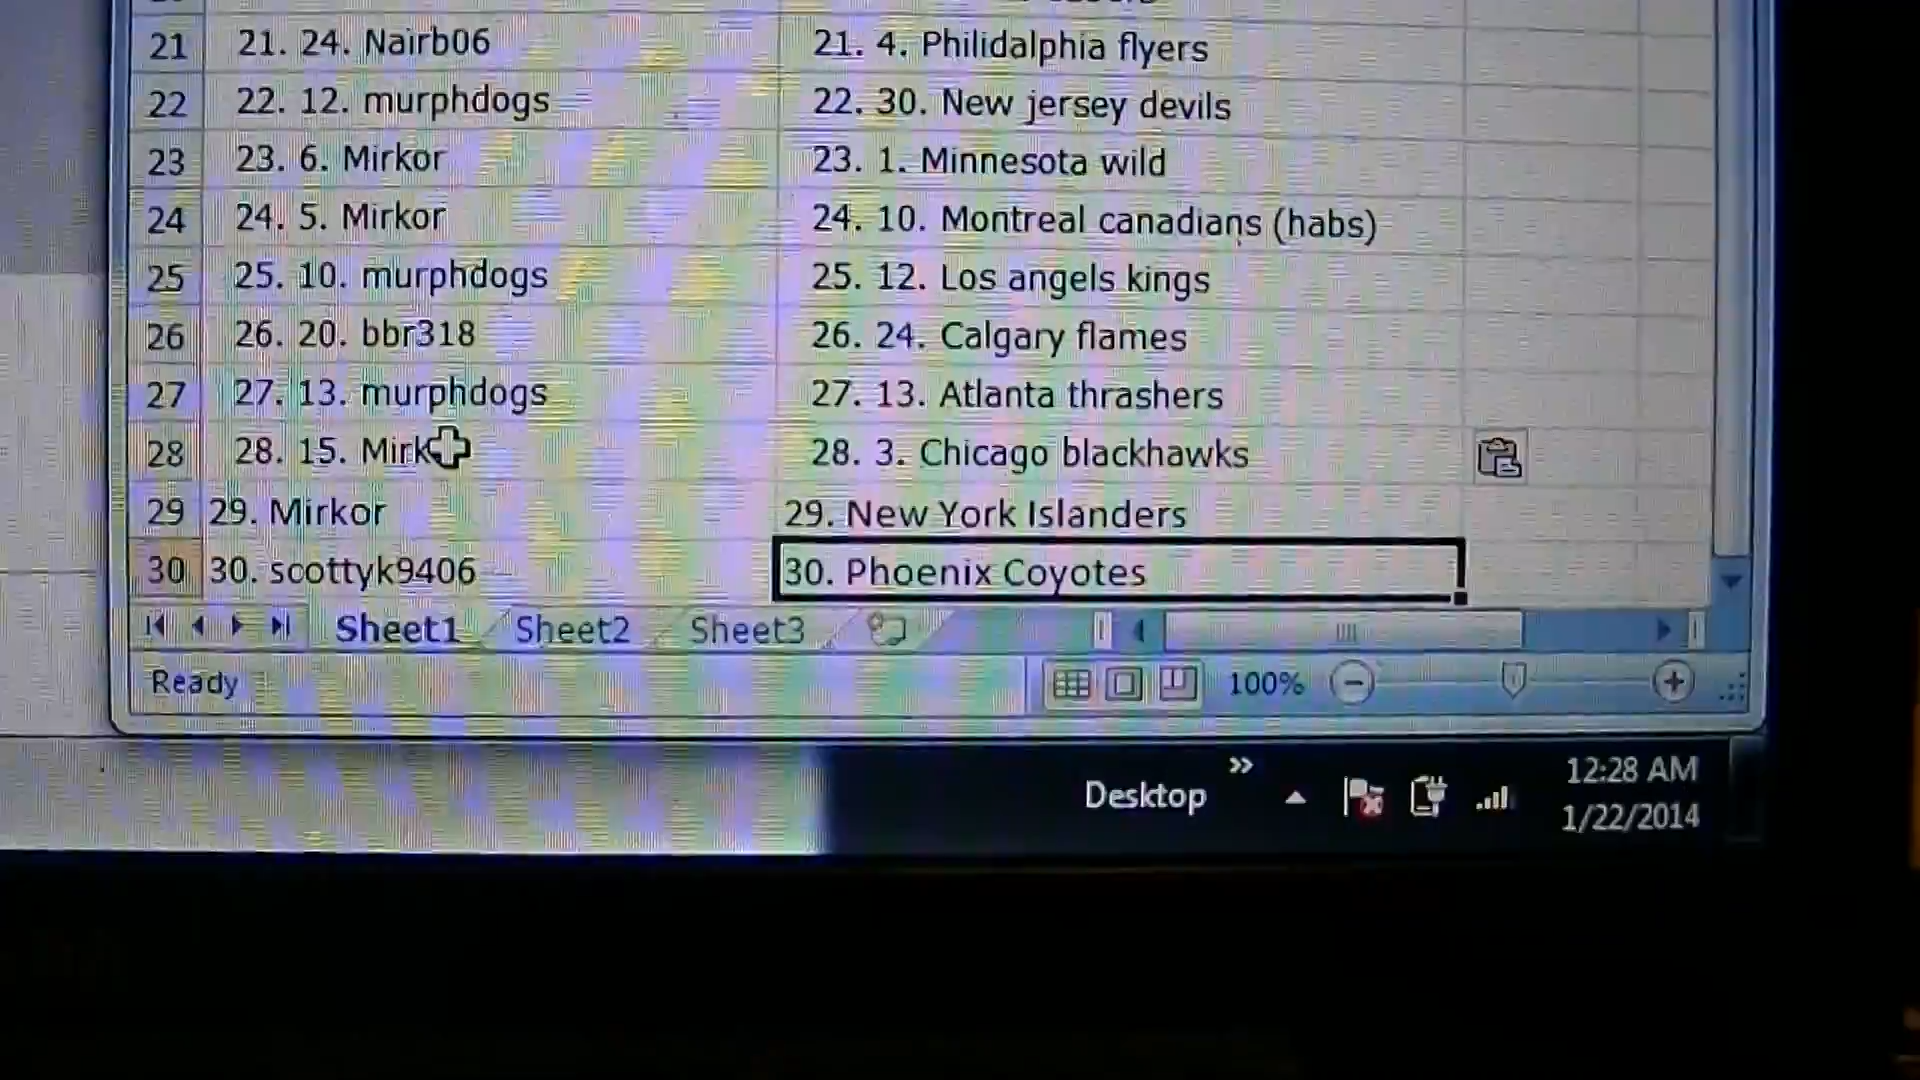 21 21. 24. Nairb06 21. 4. Philidalphia flyers
22 22. 12. murphdogs 22. 30. New jersey devils
23 23. 6. Mirkor 23. 1. Minnesota wild
24 24. 5. Mirkor 24. 10. Montreal canadians (habs)
25 25. 10. murphdogs 25. 12. Los angels kings
26 26. 20. bbr318 26. 24. Calgary flames
27 27. 13. murphdogs 27. 13. Atlanta thrashers
28 28. 15. Mirk 28. 3. Chicago blackhawks
29 29. Mirkor 29. New York Islanders
30 30. scottyk9406 30. Phoenix Coyotes
Sheet1 Sheet2 Sheet3
Ready 100%
Desktop » 12:28 AM
1/22/2014